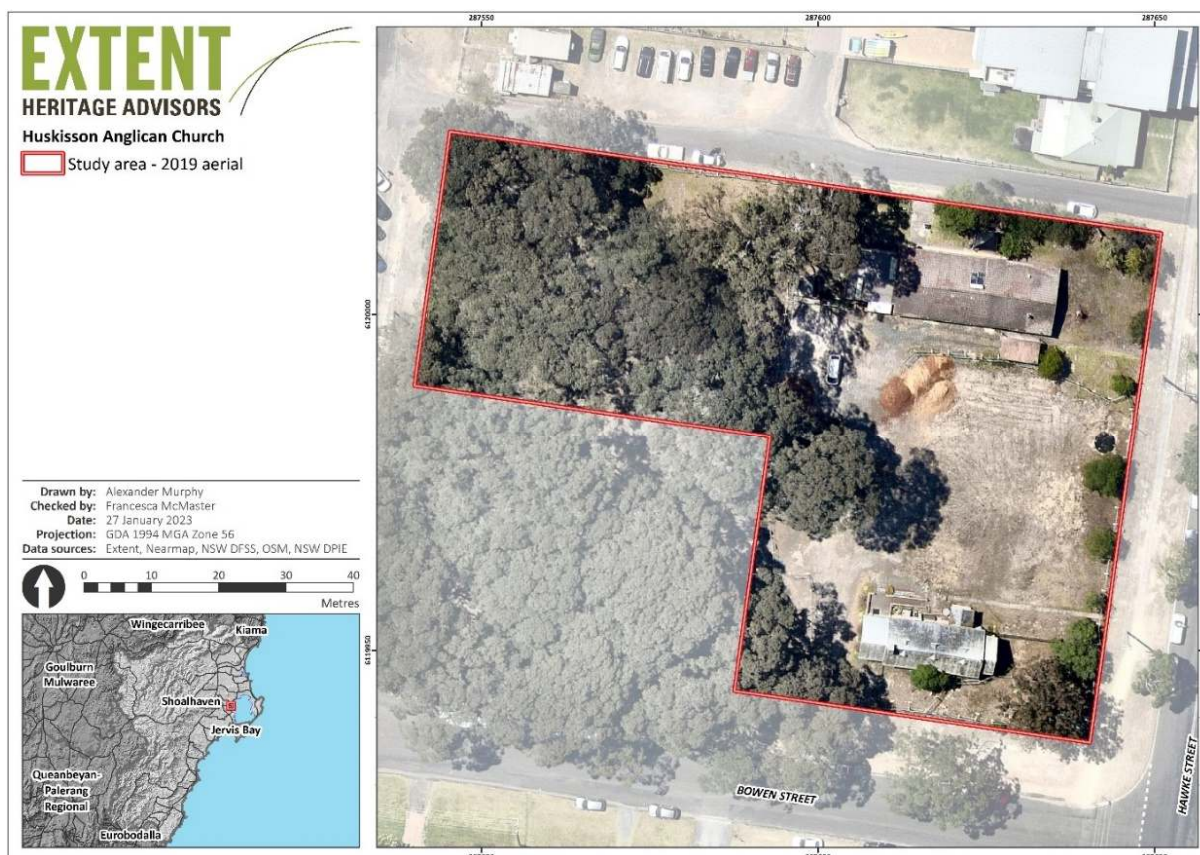 EXTENT
HERITAGE ADVISORS
Huskisson Anglican Church
Study area - 2019 aerial
Drawn by: Alexander Murphy
Checked by: Francesca McMaster
Date: 27 January 2023
Projection: GDA 1994 MGA Zone 56
Data sources: Extent, Nearmap, NSW DFSS, OSM, NSW DPIE
0 10 20 30 40
Metres
Wingecarribee
Kiama
Goulburn
Mulwaree
Shoalhaven
Jervis Bay
Queanbeyan-
Palerang
Regional
Eurobodalla
287550 287600 287650
6120000
6119950
BOWEN STREET
HAWKE STREET